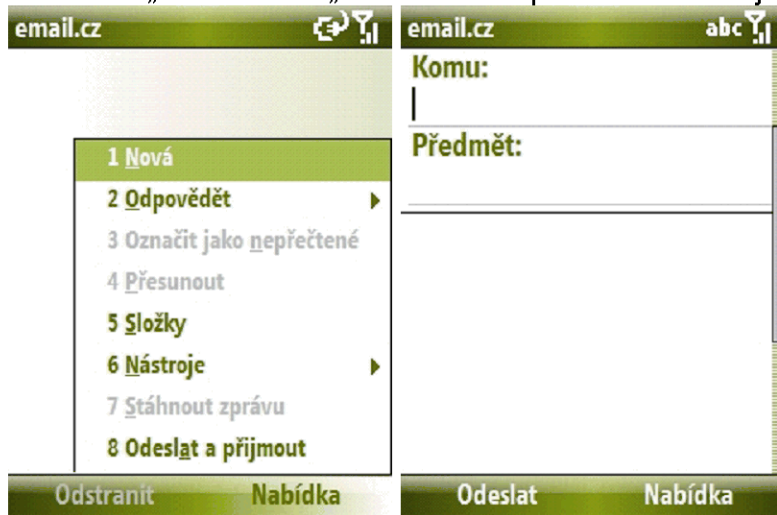 email.cz
1 Nová
2 Odpovědět
3 Označit jako nepřečtené
4 Přesunout
5 Složky
6 Nástroje
7 Stáhnout zprávu
8 Odeslat a přijmout
Odstranit Nabídka
email.cz abc
Komu:
Předmět:
Odeslat Nabídka